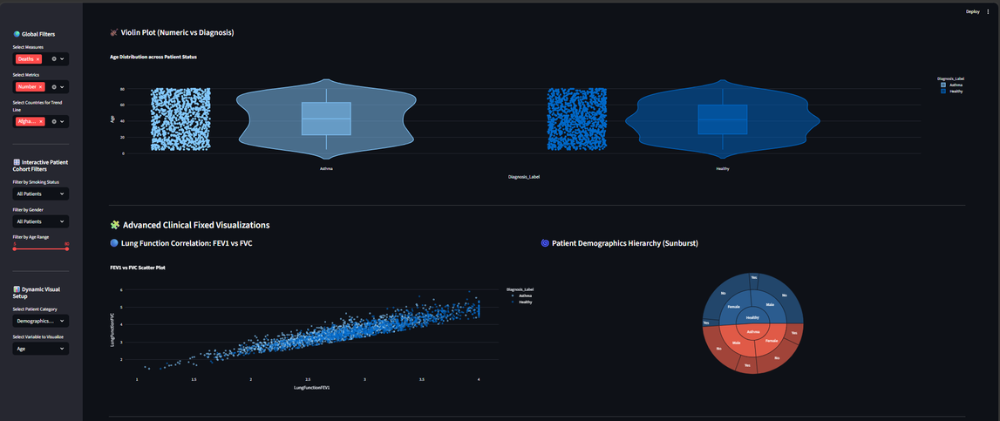 Deploy
Global Filters
Select Measures
Deaths ×
Select Metrics
Number ×
Select Countries for Trend
Line
Afgha... ×
Interactive Patient
Cohort Filters
Filter by Smoking Status
All Patients
Filter by Gender
All Patients
Filter by Age Range
5
80
Dynamic Visual
Setup
Select Patient Category
Demographics...
Select Variable to Visualize
Age
Violin Plot (Numeric vs Diagnosis)
Age Distribution across Patient Status
80
60
40
20
0
Age
Asthma
Healthy
Diagnosis_Label
Diagnosis_Label
Asthma
Healthy
Advanced Clinical Fixed Visualizations
Lung Function Correlation: FEV1 vs FVC
FEV1 vs FVC Scatter Plot
6
5
4
3
2
LungFunctionFVC
1
1.5
2
2.5
3
3.5
4
LungFunctionFEV1
Diagnosis_Label
Asthma
Healthy
Patient Demographics Hierarchy (Sunburst)
Yes
No
No
Female
Male
Healthy
Yes
Asthma
Yes
Male
Female
No
No
Yes